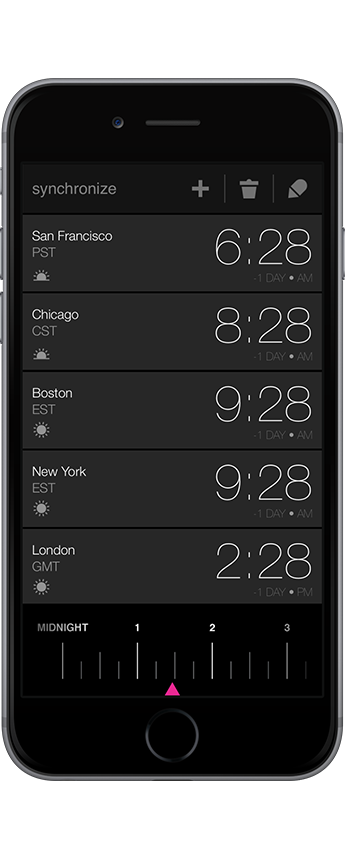 synchronize
San Francisco
PST
6:28
-1 DAY • AM
Chicago
CST
8:28
-1 DAY • AM
Boston
EST
9:28
-1 DAY • AM
New York
EST
9:28
-1 DAY • AM
London
GMT
2:28
-1 DAY • PM
MIDNIGHT 1 2 3